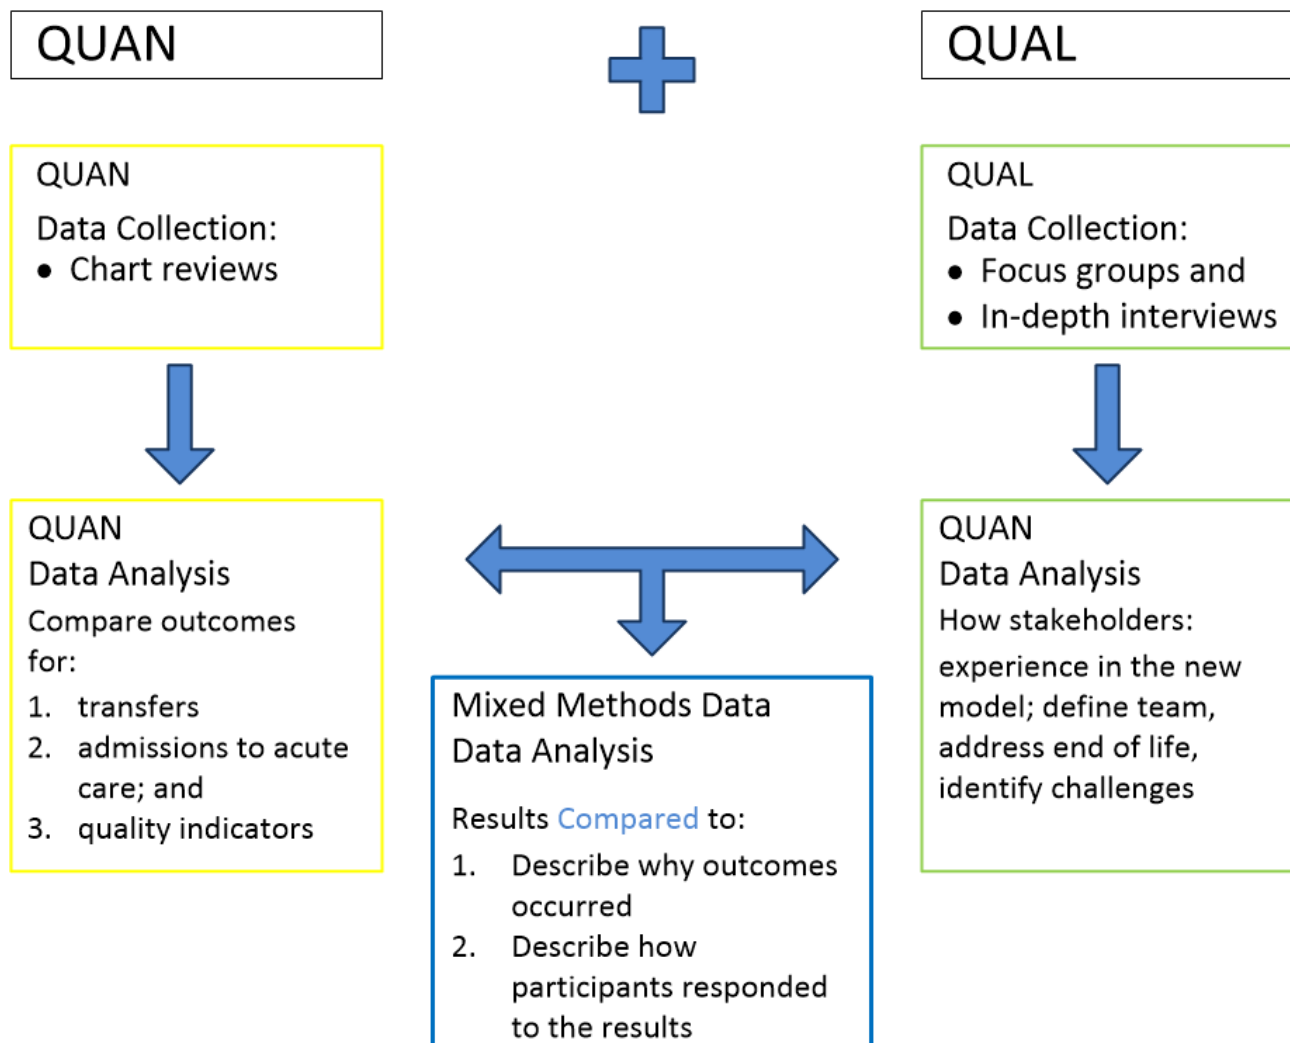 QUAN
QUAL
QUAN
Data Collection:
• Chart reviews
QUAL
Data Collection:
• Focus groups and
• In-depth interviews
QUAN
Data Analysis
Compare outcomes
for:
1. transfers
2. admissions to acute
care; and
3. quality indicators
Mixed Methods Data
Data Analysis
Results Compared to:
1. Describe why outcomes
occurred
2. Describe how
participants responded
to the results
QUAN
Data Analysis
How stakeholders:
experience in the new
model; define team,
address end of life,
identify challenges